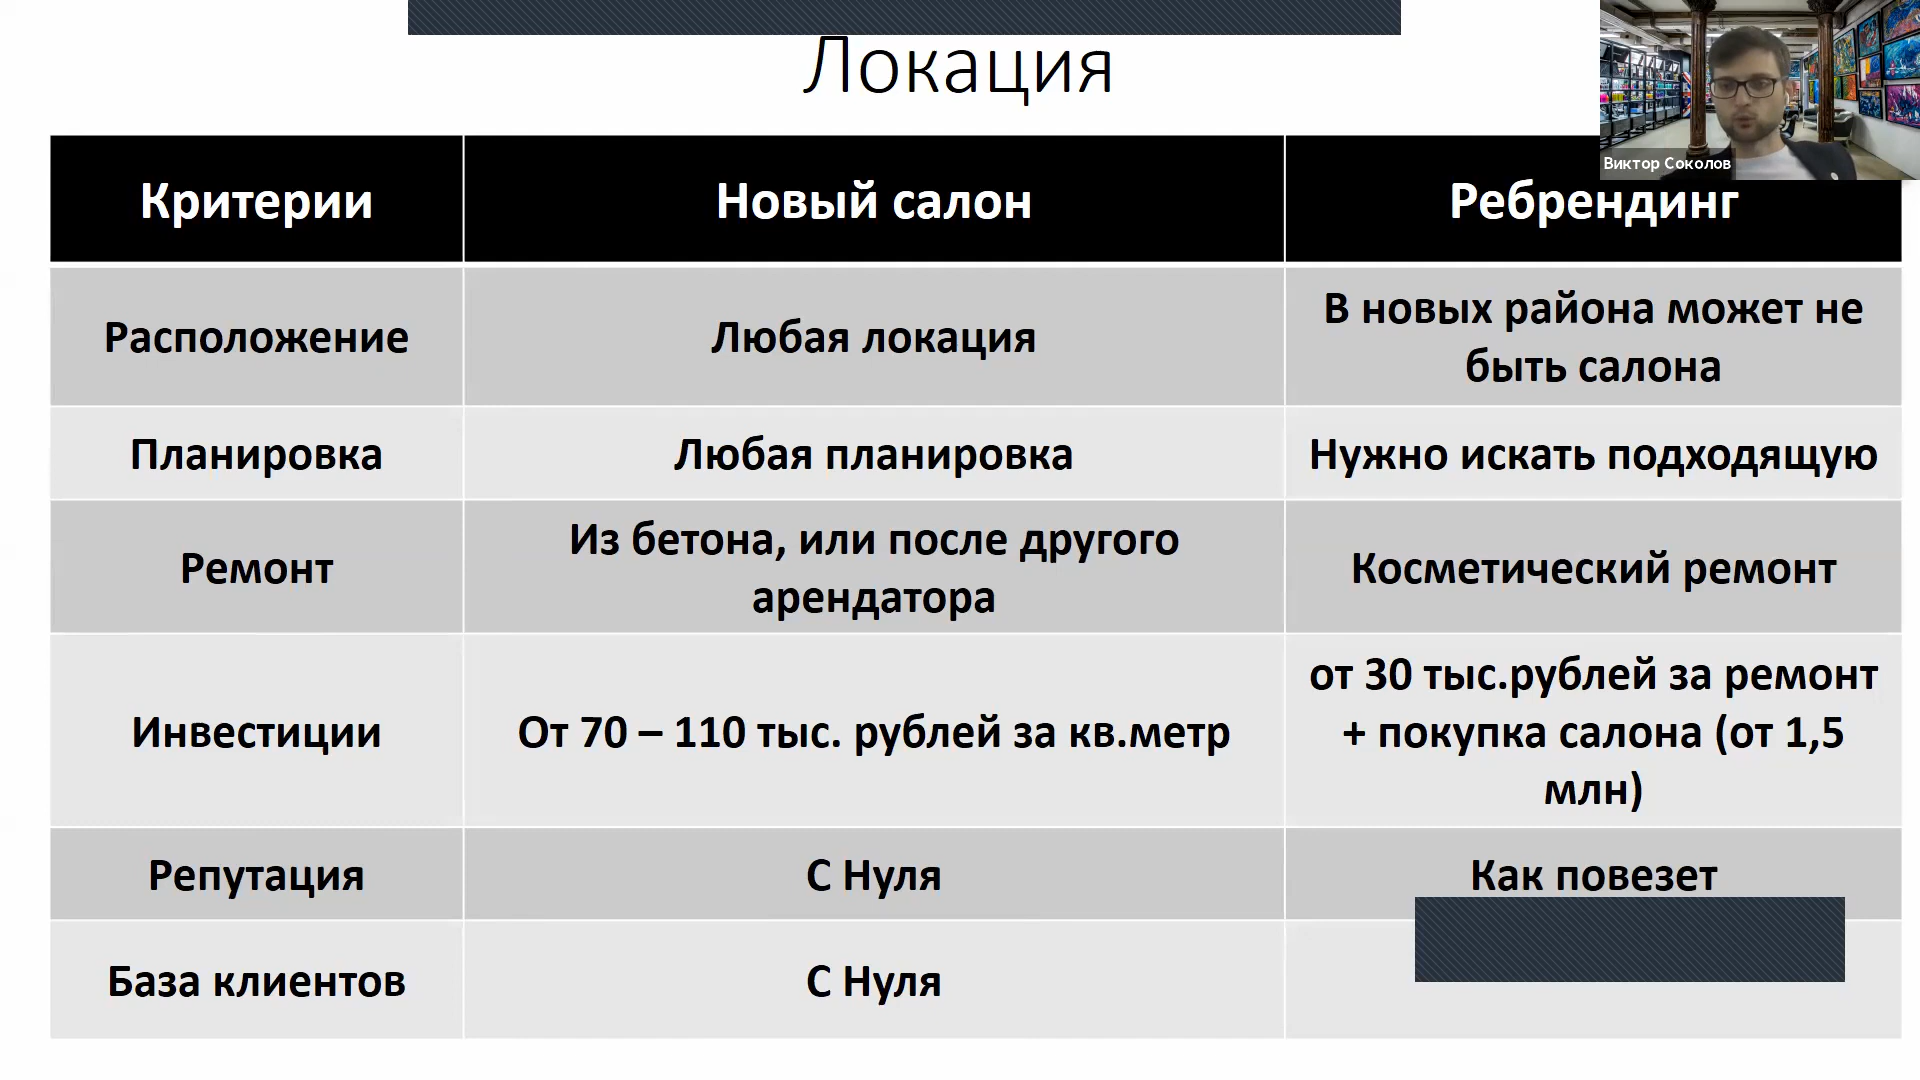 Локация
Виктор Соколов
Критерии
Новый салон
Ребрендинг
Расположение
Любая локация
В новых района может не
быть салона
Планировка
Любая планировка
Нужно искать подходящую
Ремонт
Из бетона, или после другого
арендатора
Косметический ремонт
Инвестиции
От 70 – 110 тыс. рублей за кв.метр
от 30 тыс.рублей за ремонт
+ покупка салона (от 1,5
млн)
Репутация
С Нуля
Как повезет
База клиентов
С Нуля